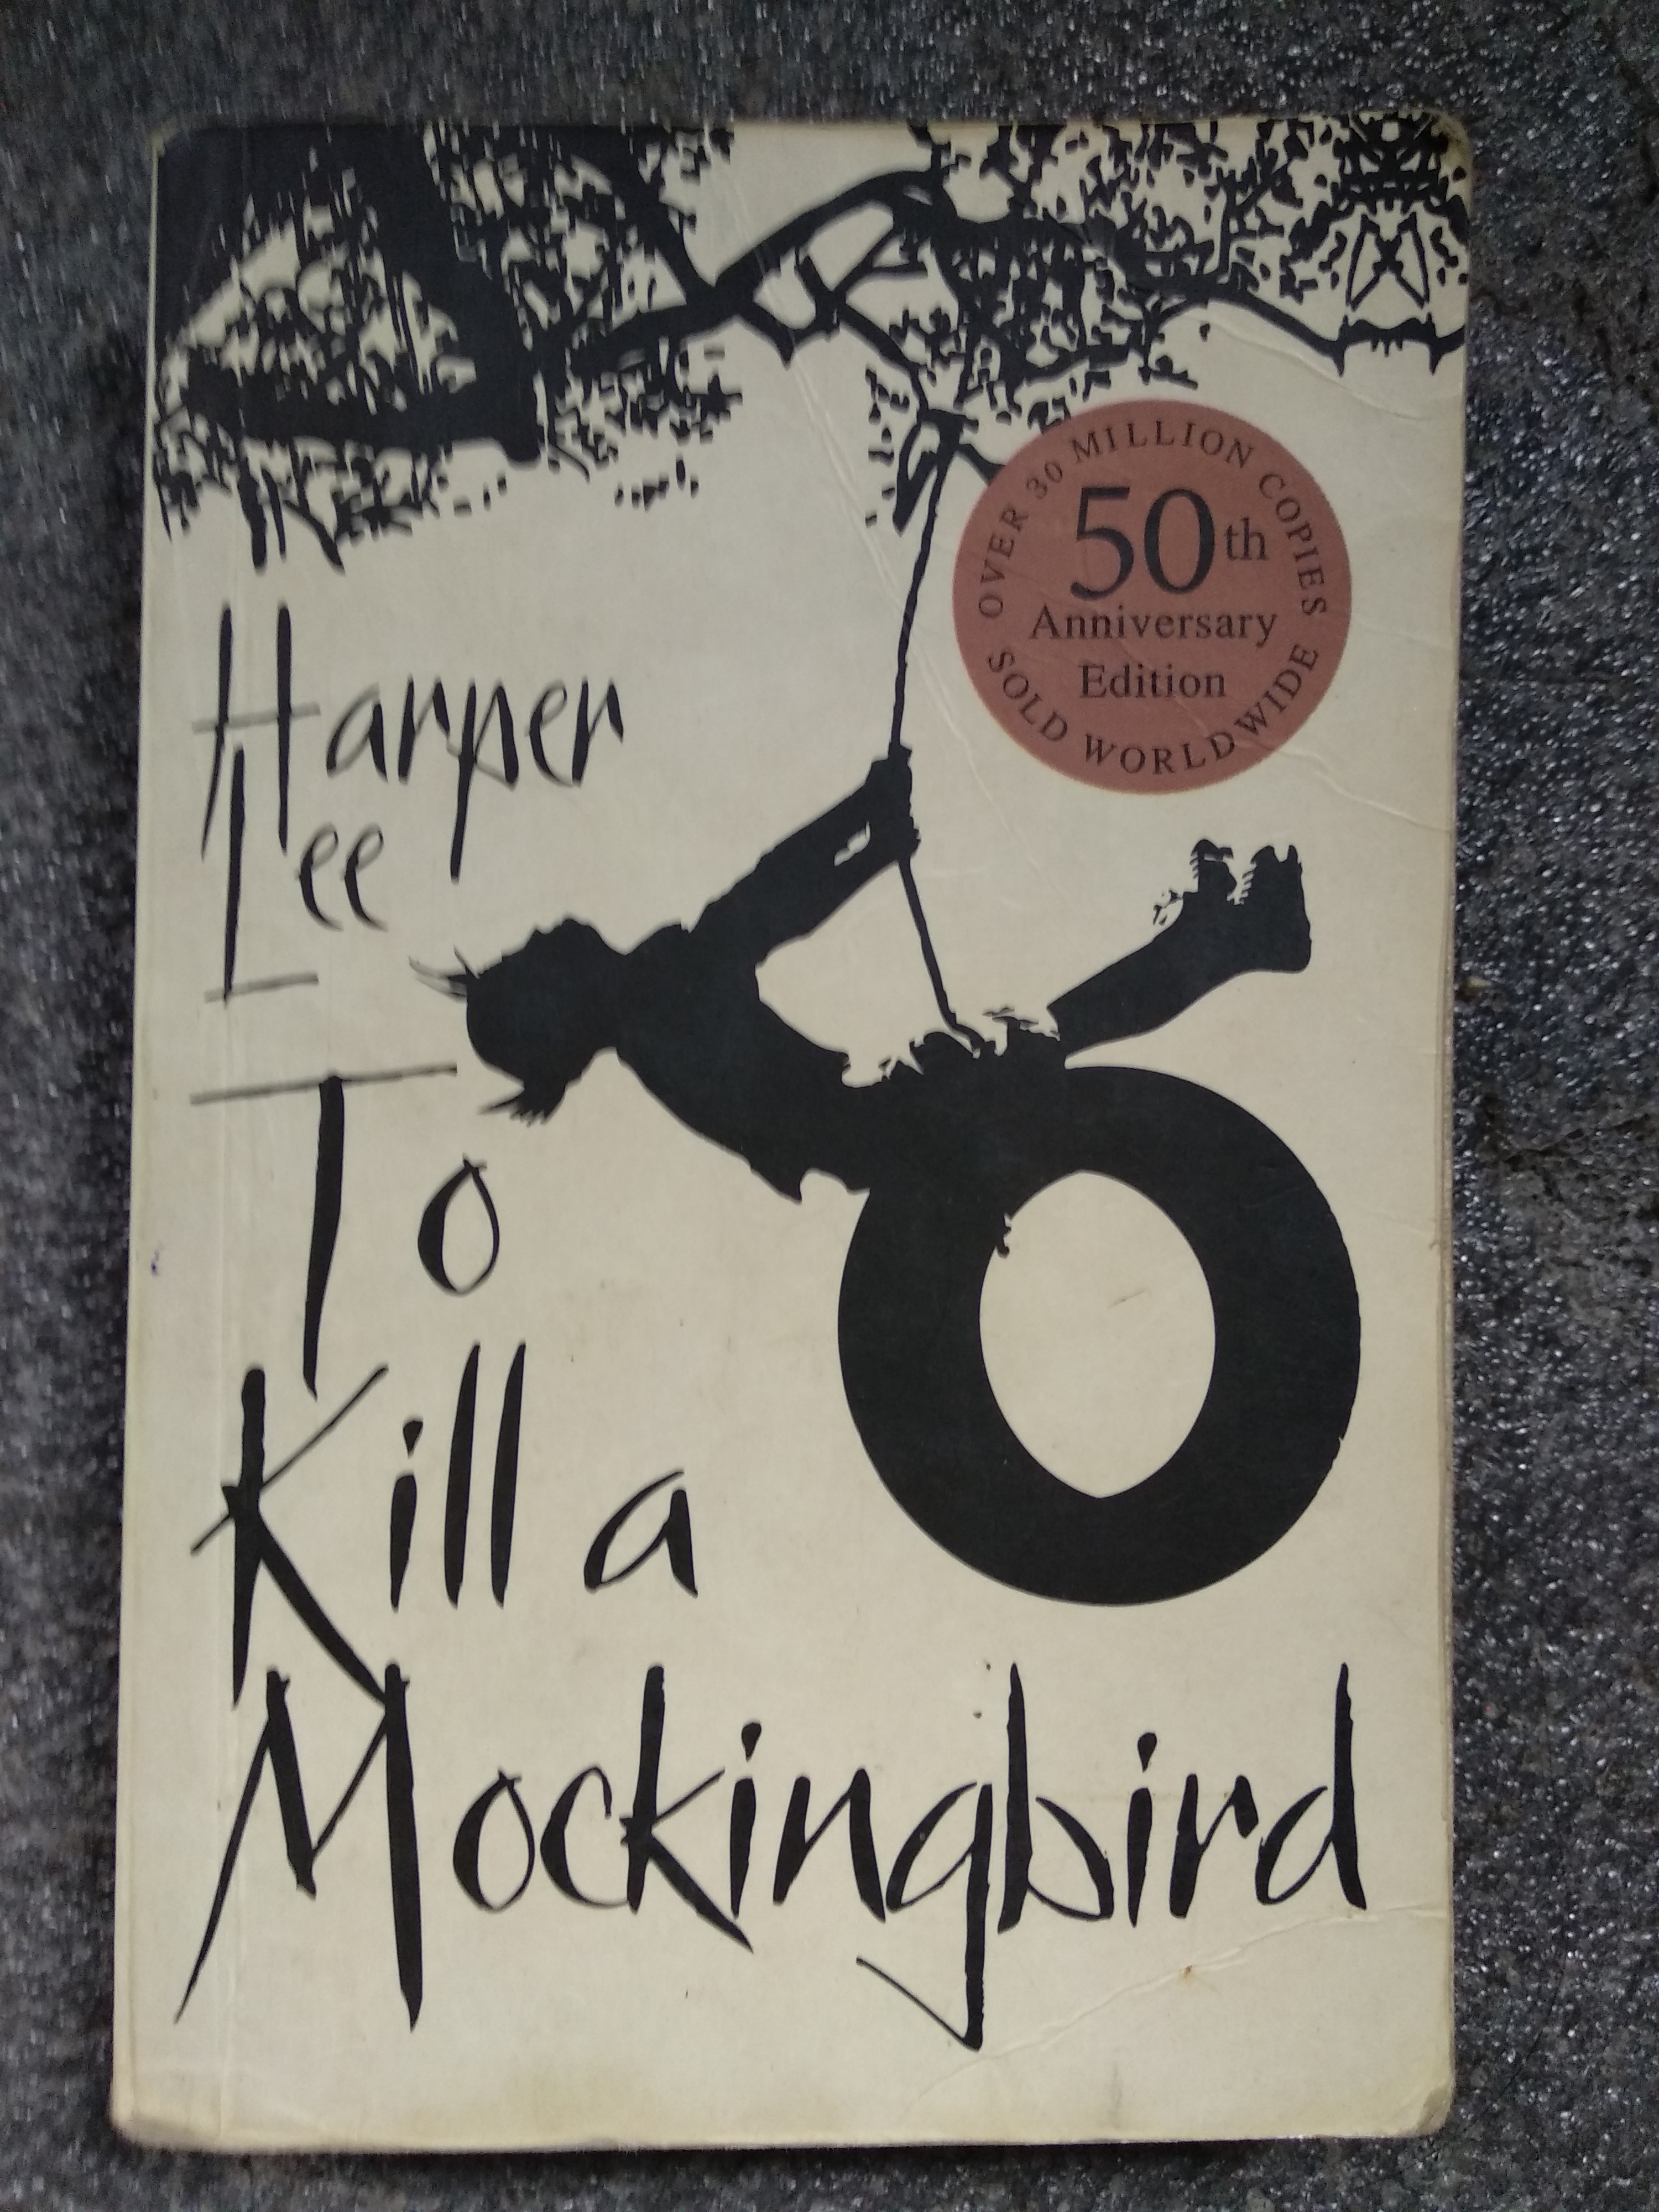 OVER 30 MILLION COPIES
50th
Anniversary
Edition
SOLD WORLDWIDE
Harper
Lee
To
Kill a
Mockingbird